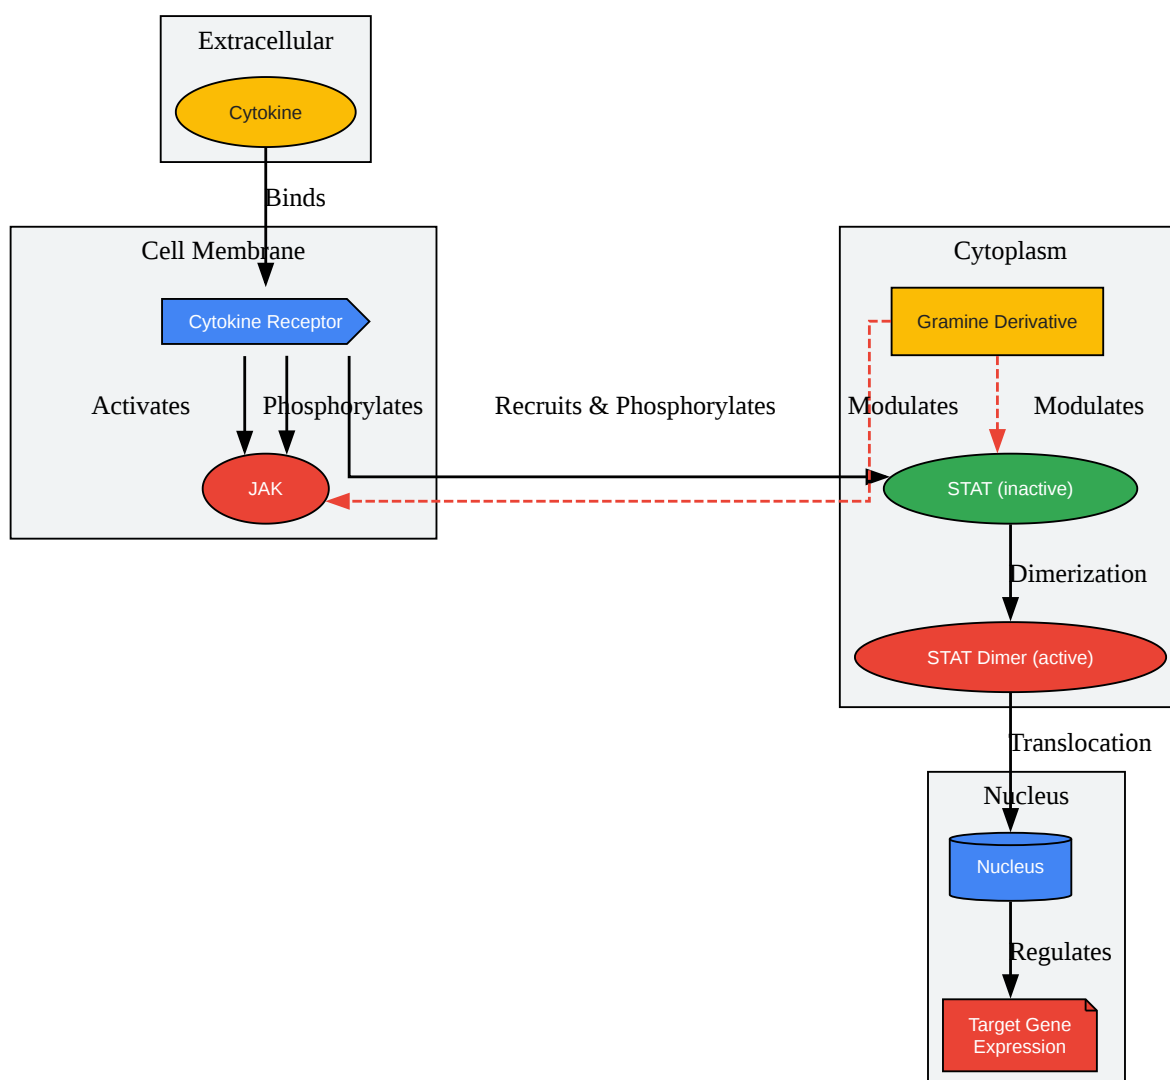 Extracellular
Cytokine
Binds
Cell Membrane
Cytokine Receptor
Activates
Phosphorylates
JAK
Recruits & Phosphorylates
Cytoplasm
Gramine Derivative
Modulates
Modulates
STAT (inactive)
Dimerization
STAT Dimer (active)
Translocation
Nucleus
Nucleus
Regulates
Target Gene
Expression